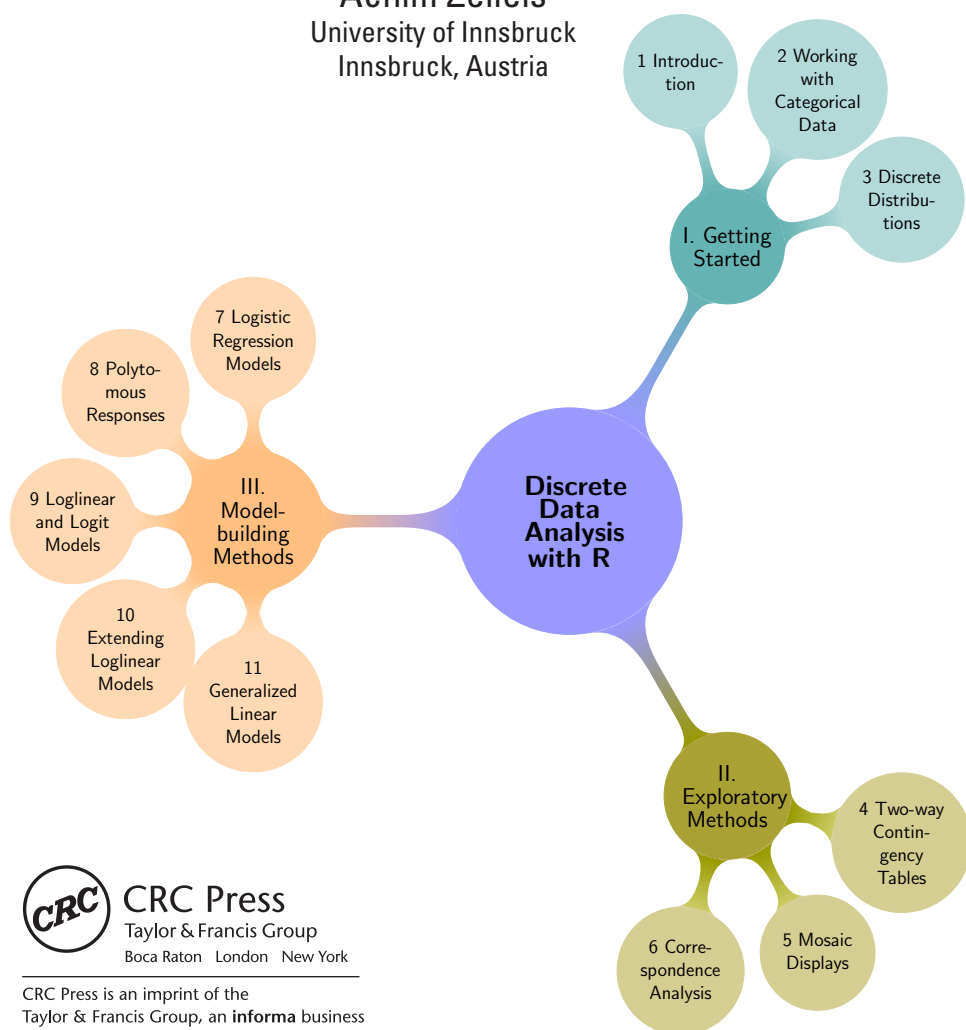 Achim Zeileis
University of Innsbruck
Innsbruck, Austria
1 Introduc-
tion
2 Working
with
Categorical
Data
3 Discrete
Distribu-
tions
I. Getting
Started
7 Logistic
Regression
Models
8 Polyto-
mous
Responses
9 Loglinear
and Logit
Models
10
Extending
Loglinear
Models
11
Generalized
Linear
Models
III.
Model-
building
Methods
Discrete
Data
Analysis
with R
II.
Exploratory
Methods
4 Two-way
Contin-
gency
Tables
5 Mosaic
Displays
6 Corre-
spondence
Analysis
CRC
CRC Press
Taylor & Francis Group
Boca Raton London New York
CRC Press is an imprint of the
Taylor & Francis Group, an informa business